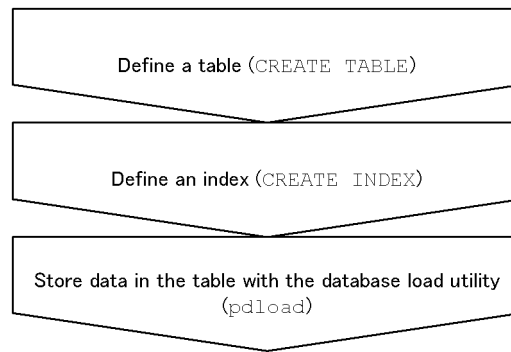 Define a table (CREATE TABLE)
Define an index (CREATE INDEX)
Store data in the table with the database load utility
(pdload)